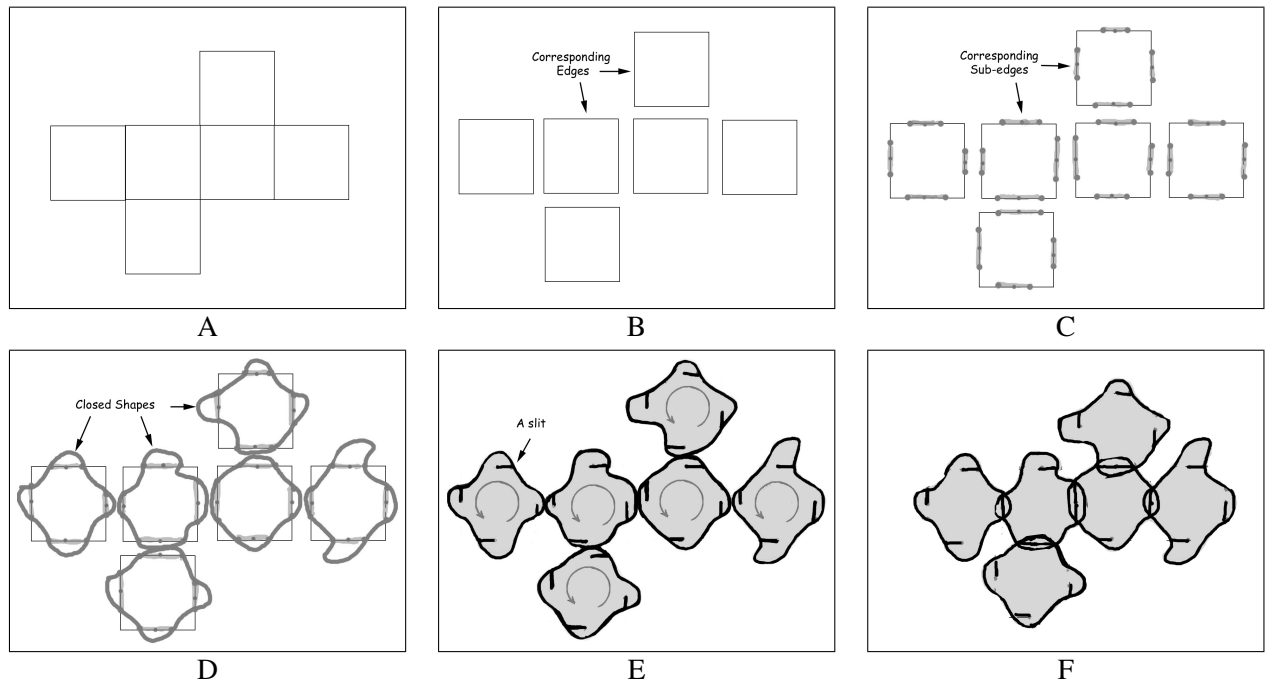 Corresponding
Edges
Corresponding
Sub-edges
A
B
C
Closed Shapes
A slit
D
E
F